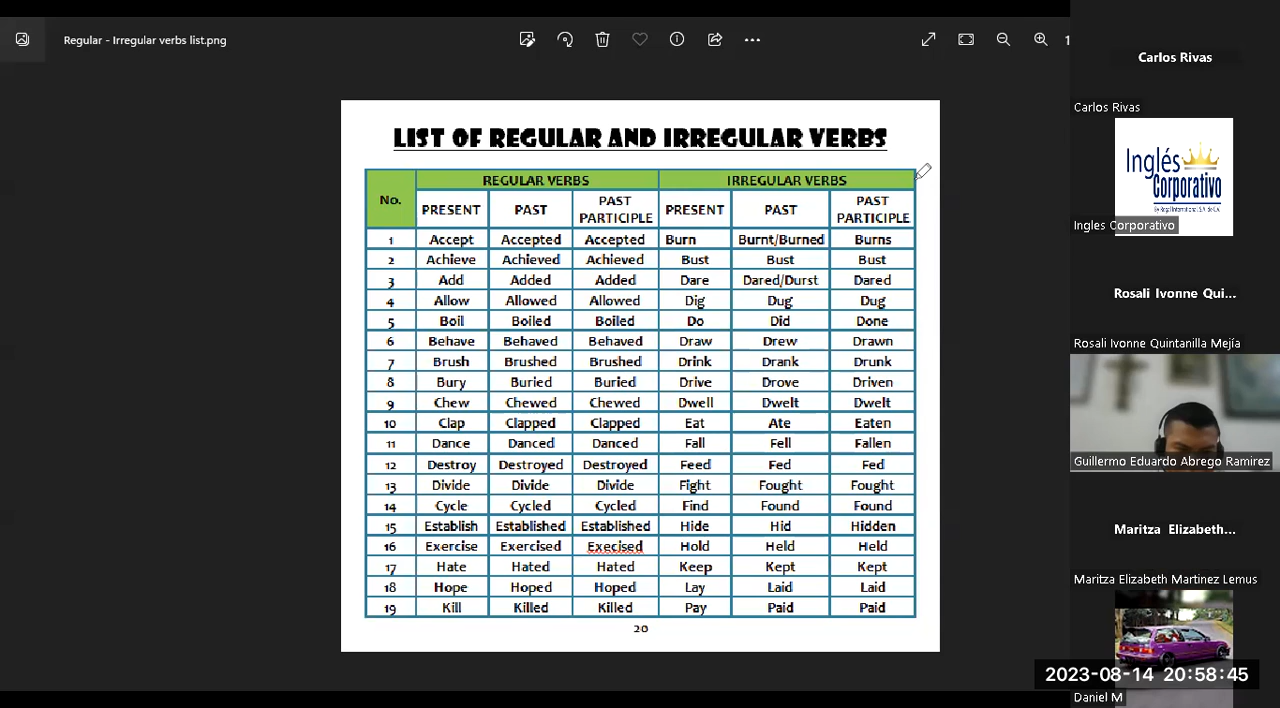 Regular - Irregular verbs list.png
1
LIST OF REGULAR AND IRREGULAR VERBS
No. REGULAR VERBS IRREGULAR VERBS
PRESENT PAST PAST PARTICIPLE PRESENT PAST PAST PARTICIPLE
1 Accept Accepted Accepted Burn Burnt/Burned Burns
2 Achieve Achieved Achieved Bust Bust Bust
3 Add Added Added Dare Dared/Durst Dared
4 Allow Allowed Allowed Dig Dug Dug
5 Boil Boiled Boiled Do Did Done
6 Behave Behaved Behaved Draw Drew Drawn
7 Brush Brushed Brushed Drink Drank Drunk
8 Bury Buried Buried Drive Drove Driven
9 Chew Chewed Chewed Dwell Dwelt Dwelt
10 Clap Clapped Clapped Eat Ate Eaten
11 Dance Danced Danced Fall Fell Fallen
12 Destroy Destroyed Destroyed Feed Fed Fed
13 Divide Divide Divide Fight Fought Fought
14 Cycle Cycled Cycled Find Found Found
15 Establish Established Established Hide Hid Hidden
16 Exercise Exercised Execised Hold Held Held
17 Hate Hated Hated Keep Kept Kept
18 Hope Hoped Hoped Lay Laid Laid
19 Kill Killed Killed Pay Paid Paid
20
Carlos Rivas
Carlos Rivas
Inglés
Corporativo
By Regal International, S.A. de C.V.
Ingles Corporativo
Rosali Ivonne Qui...
Rosali Ivonne Quintanilla Mejía
Guillermo Eduardo Abrego Ramirez
Maritza Elizabeth...
Maritza Elizabeth Martinez Lemus
2023-08-14 20:58:45
Daniel M